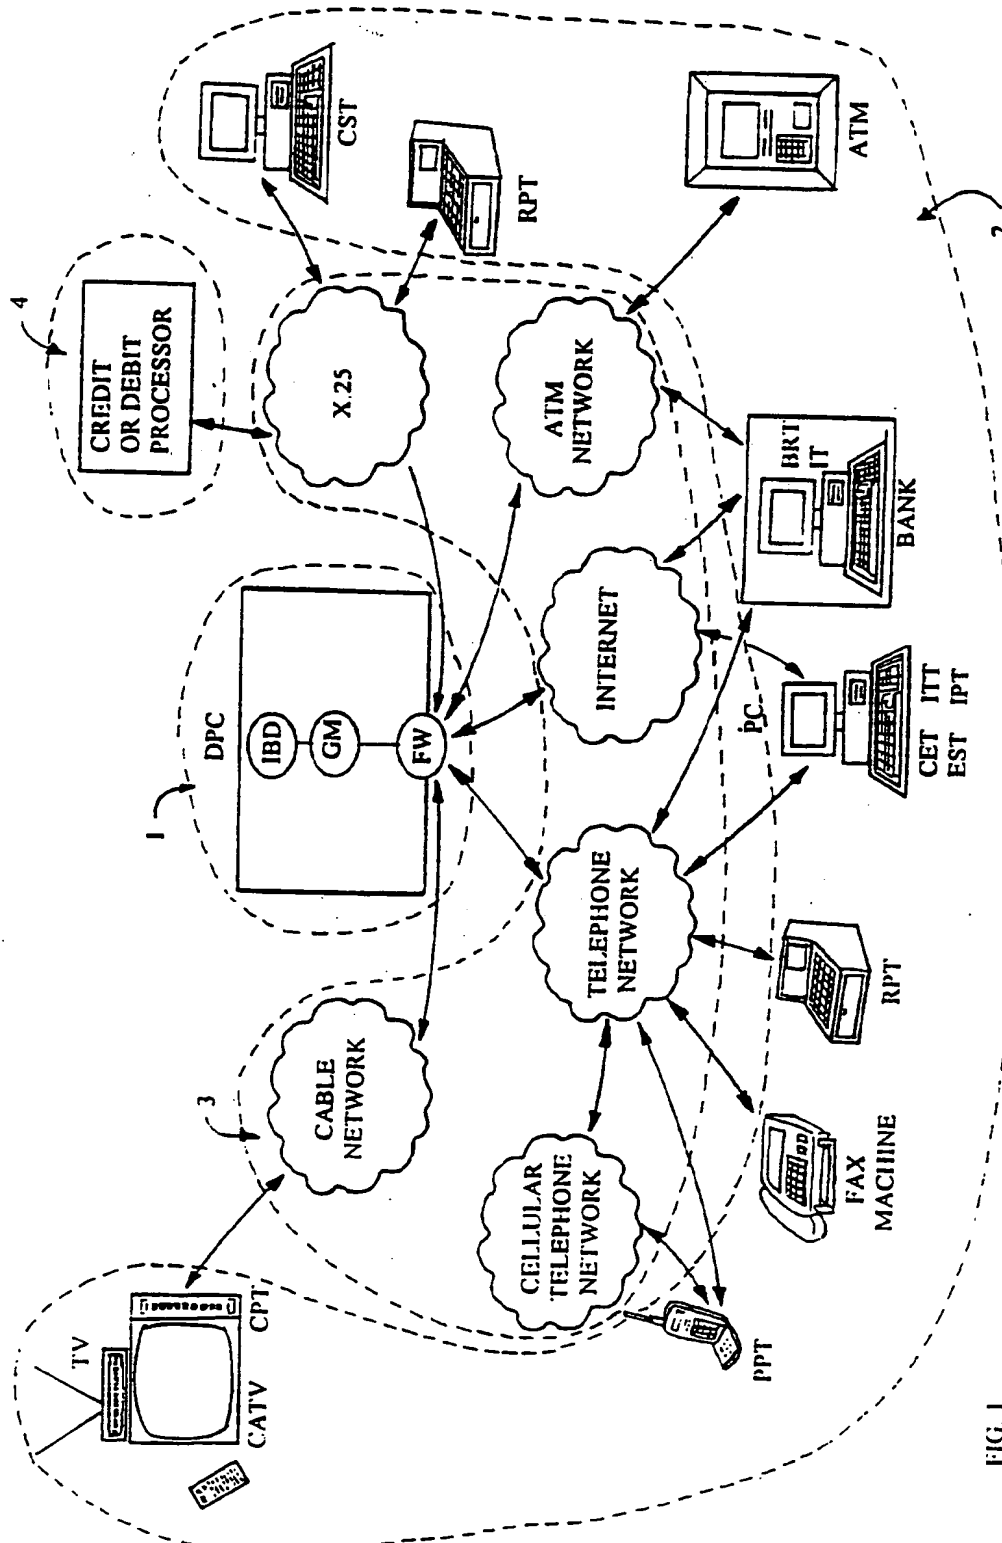 4
CREDIT
OR DEBIT
PROCESSOR
CST
RPT
X.25
1
DPC
IBD
GM
FW
ATM
NETWORK
ATM
2
INTERNET
BRT
IT
BANK
3
CABLE
NETWORK
TV
CPT
CATV
TELEPHONE
NETWORK
PC
CET ITT
EST IPT
CELLULAR
TELEPHONE
NETWORK
RPT
FAX
MACHINE
PPT
FIG. 1